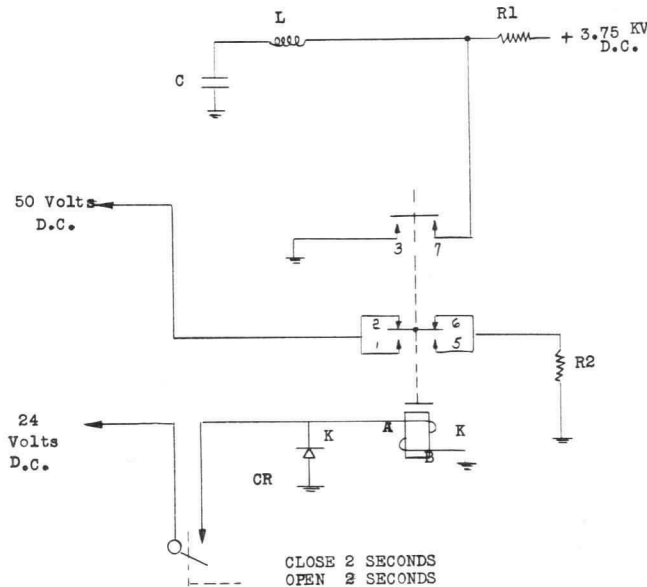 L
R1
+ 3.75 KV
D.C.
C
50 Volts
D.C.
3 7
2 6
1 5
R2
24
Volts
D.C.
A
K
K
B
CR
CLOSE 2 SECONDS
OPEN 2 SECONDS